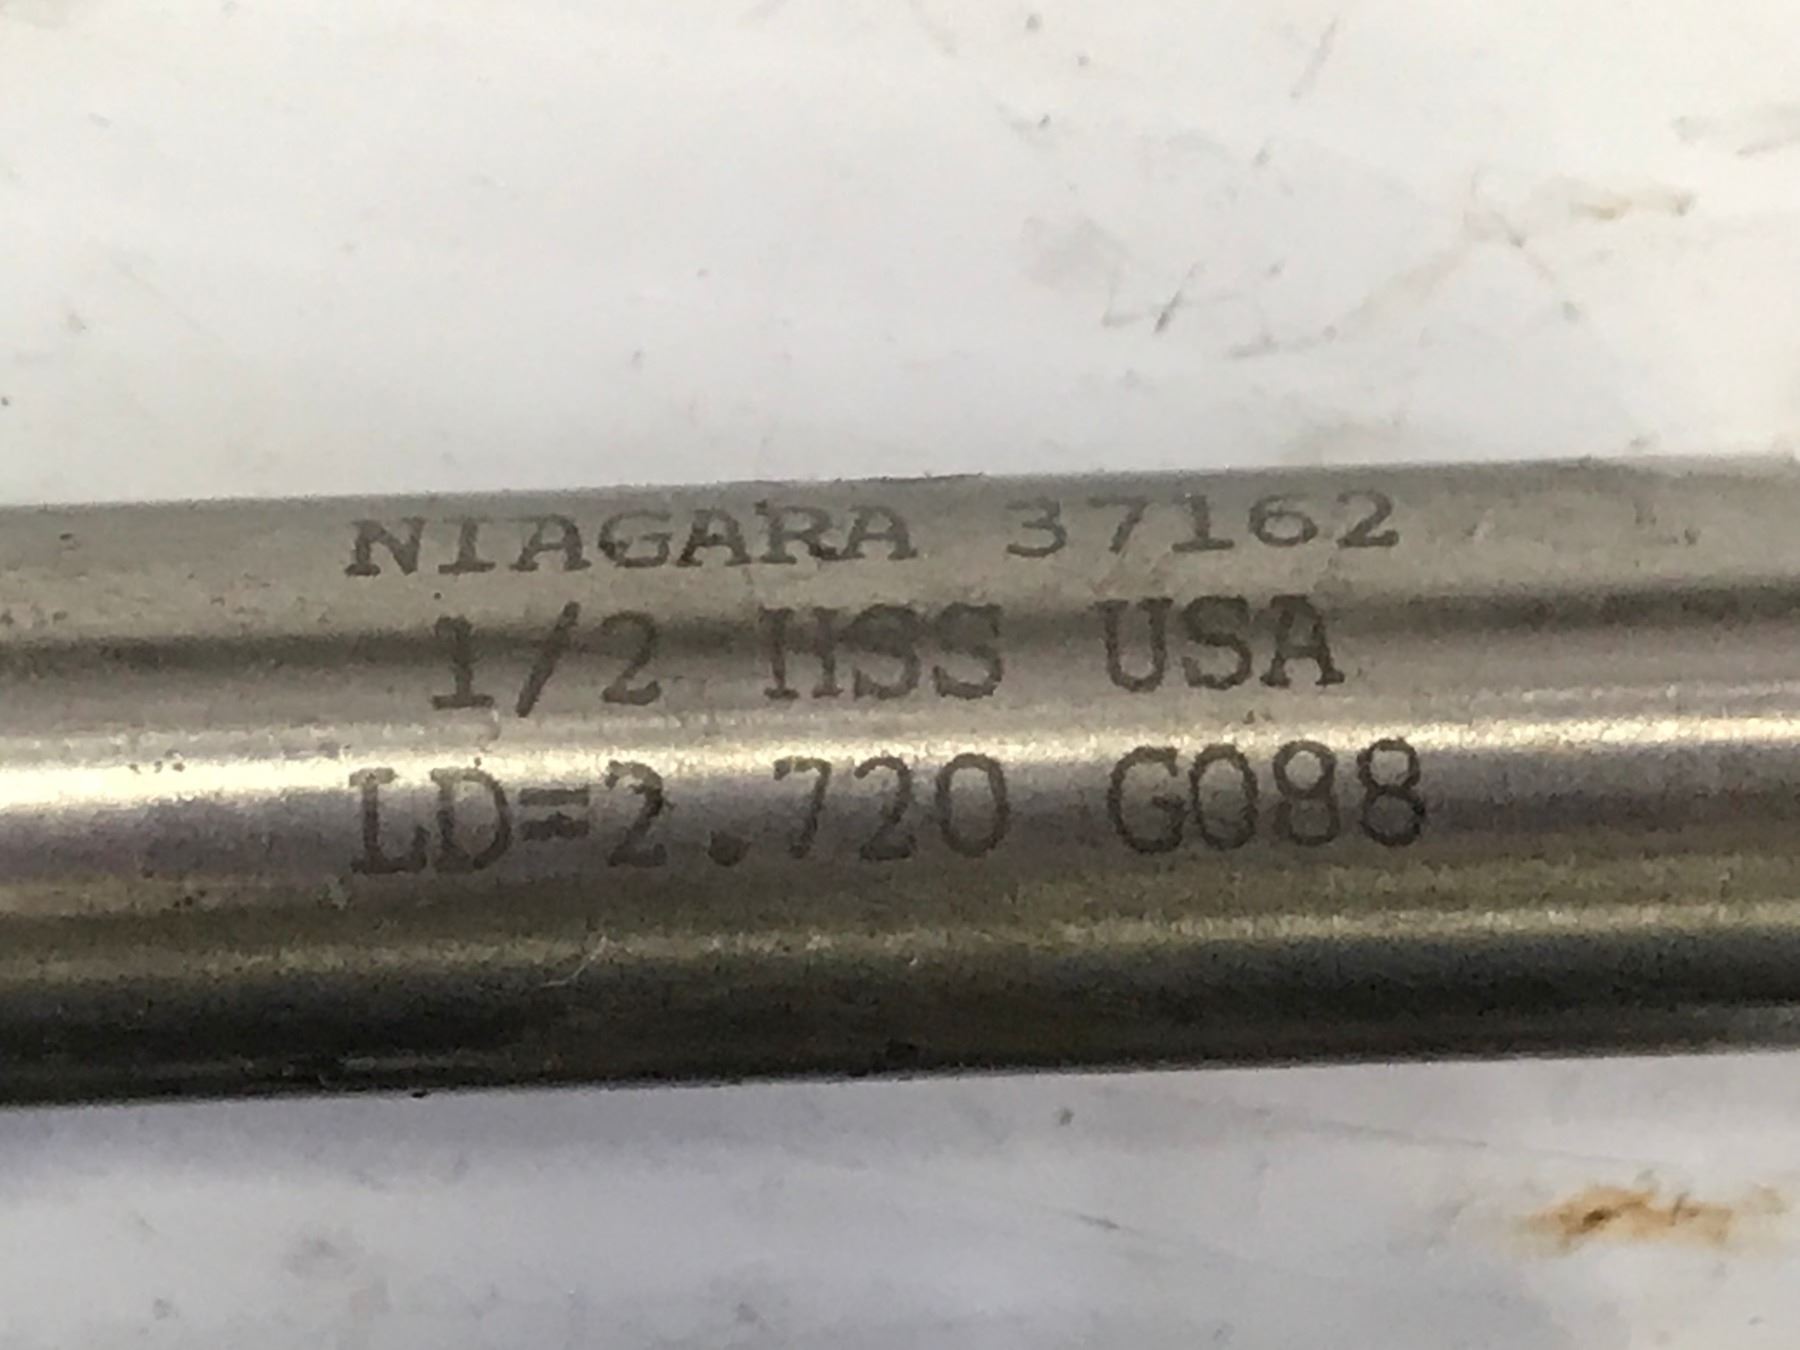 NIAGARA 37162
1/2 HSS USA
LD=2.720 G088